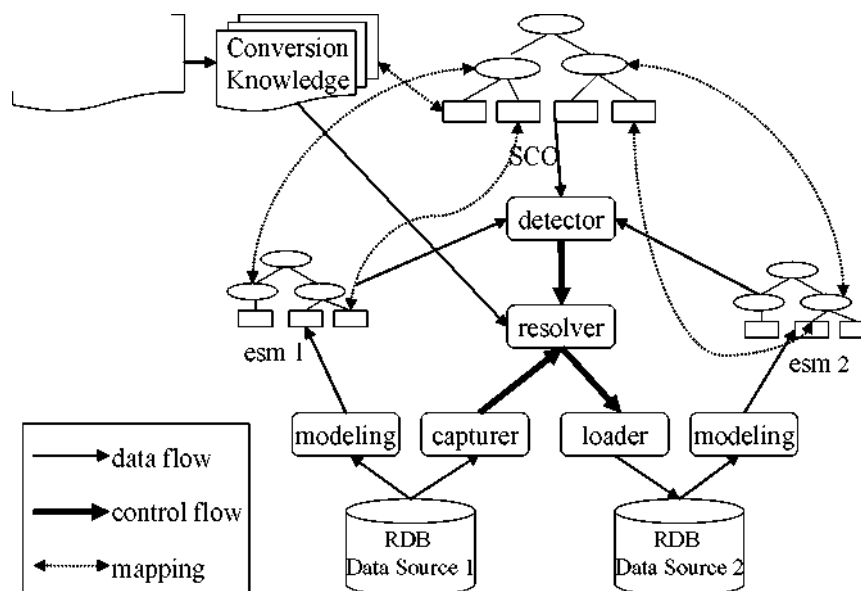 Conversion
Knowledge
SCO
detector
resolver
esm 1
esm 2
modeling
capturer
loader
modeling
data flow
control flow
mapping
RDB
Data Source 1
RDB
Data Source 2